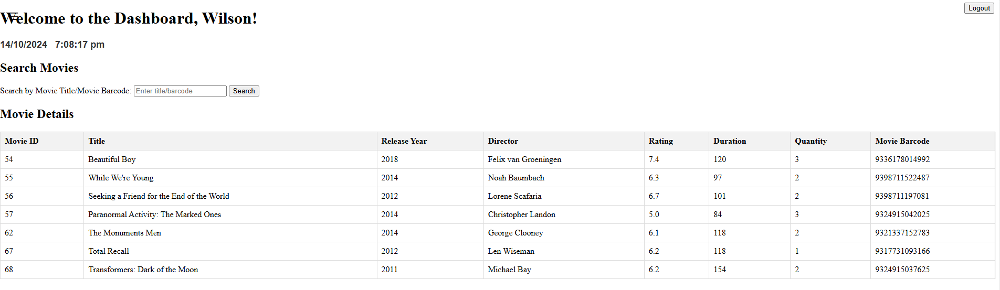 Logout
Welcome to the Dashboard, Wilson!
14/10/2024 7:08:17 pm
Search Movies
Search by Movie Title/Movie Barcode: Enter title/barcode Search
Movie Details
Movie ID Title Release Year Director Rating Duration Quantity Movie Barcode
54 Beautiful Boy 2018 Felix van Groeningen 7.4 120 3 9336178014992
55 While We're Young 2014 Noah Baumbach 6.3 97 2 9398711522487
56 Seeking a Friend for the End of the World 2012 Lorene Scafaria 6.7 101 2 9398711197081
57 Paranormal Activity: The Marked Ones 2014 Christopher Landon 5.0 84 3 9324915042025
62 The Monuments Men 2014 George Clooney 6.1 118 2 9321337152783
67 Total Recall 2012 Len Wiseman 6.2 118 1 9317731093166
68 Transformers: Dark of the Moon 2011 Michael Bay 6.2 154 2 9324915037625